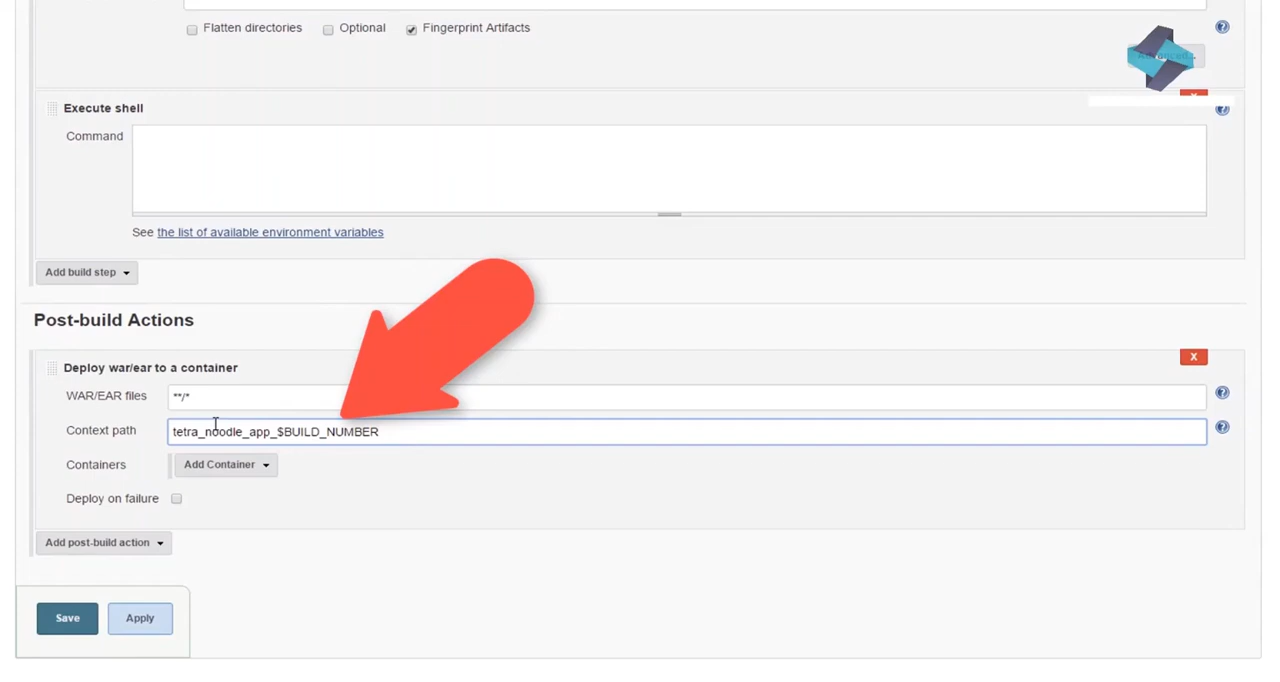 Flatten directories Optional Fingerprint Artifacts
Execute shell
Command
See the list of available environment variables
Add build step
Post-build Actions
Deploy war/ear to a container
X
WAR/EAR files **/*
Context path tetra_noodle_app_$BUILD_NUMBER
Containers Add Container
Deploy on failure
Add post-build action
Save Apply